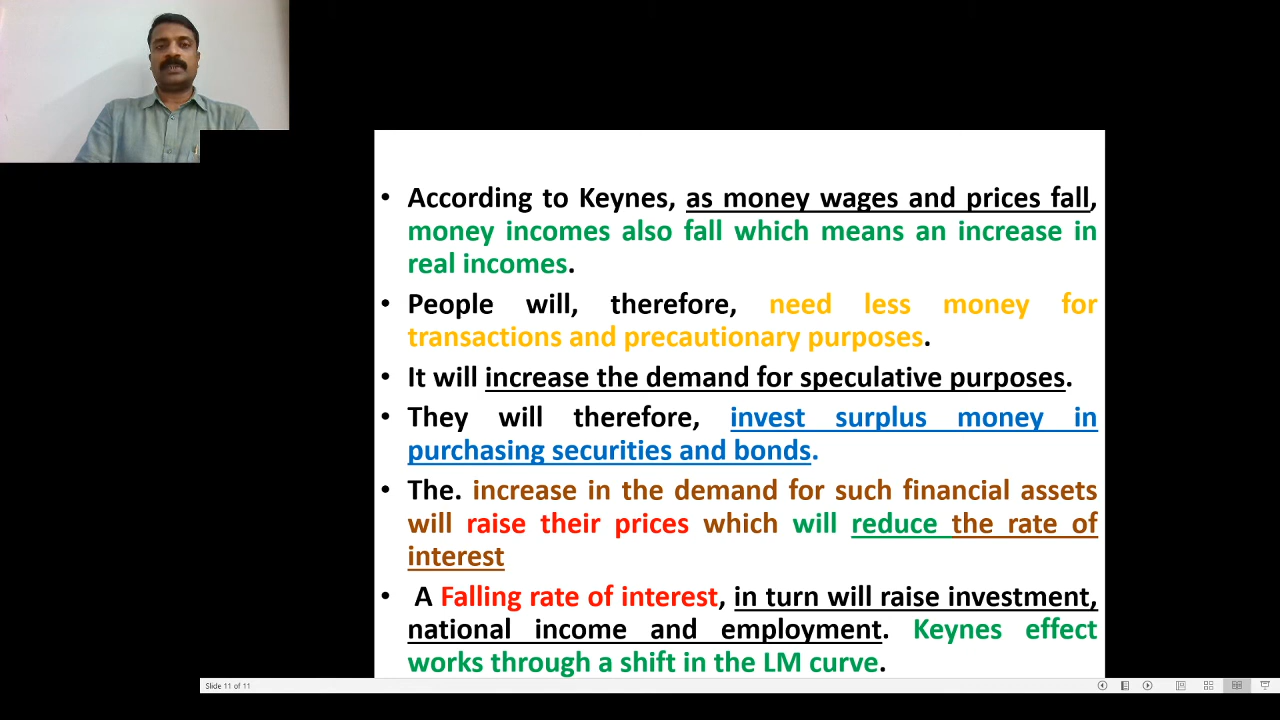 • According to Keynes, as money wages and prices fall,
money incomes also fall which means an increase in
real incomes.
• People will, therefore, need less money for
transactions and precautionary purposes.
• It will increase the demand for speculative purposes.
• They will therefore, invest surplus money in
purchasing securities and bonds.
• The. increase in the demand for such financial assets
will raise their prices which will reduce the rate of
interest
• A Falling rate of interest, in turn will raise investment,
national income and employment. Keynes effect
works through a shift in the LM curve.
Slide 11 of 11